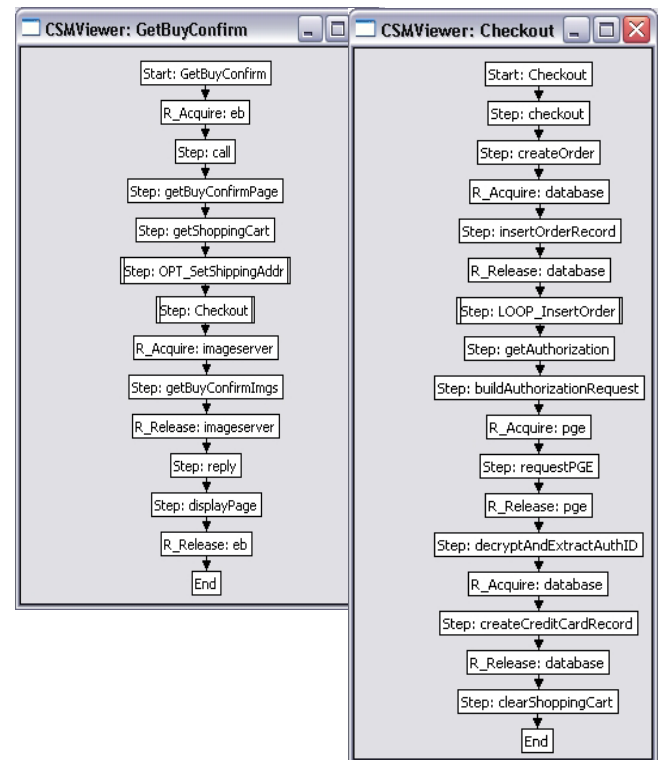 CSMViewer: GetBuyConfirm
Start: GetBuyConfirm
R_Acquire: eb
Step: call
Step: getBuyConfirmPage
Step: getShoppingCart
Step: OPT_SetShippingAddr
Step: Checkout
R_Acquire: imageserver
Step: getBuyConfirmImgs
R_Release: imageserver
Step: reply
Step: displayPage
R_Release: eb
End
CSMViewer: Checkout
Start: Checkout
Step: checkout
Step: createOrder
R_Acquire: database
Step: insertOrderRecord
R_Release: database
Step: LOOP_InsertOrder
Step: getAuthorization
Step: buildAuthorizationRequest
R_Acquire: pge
Step: requestPGE
R_Release: pge
Step: decryptAndExtractAuthID
R_Acquire: database
Step: createCreditCardRecord
R_Release: database
Step: clearShoppingCart
End